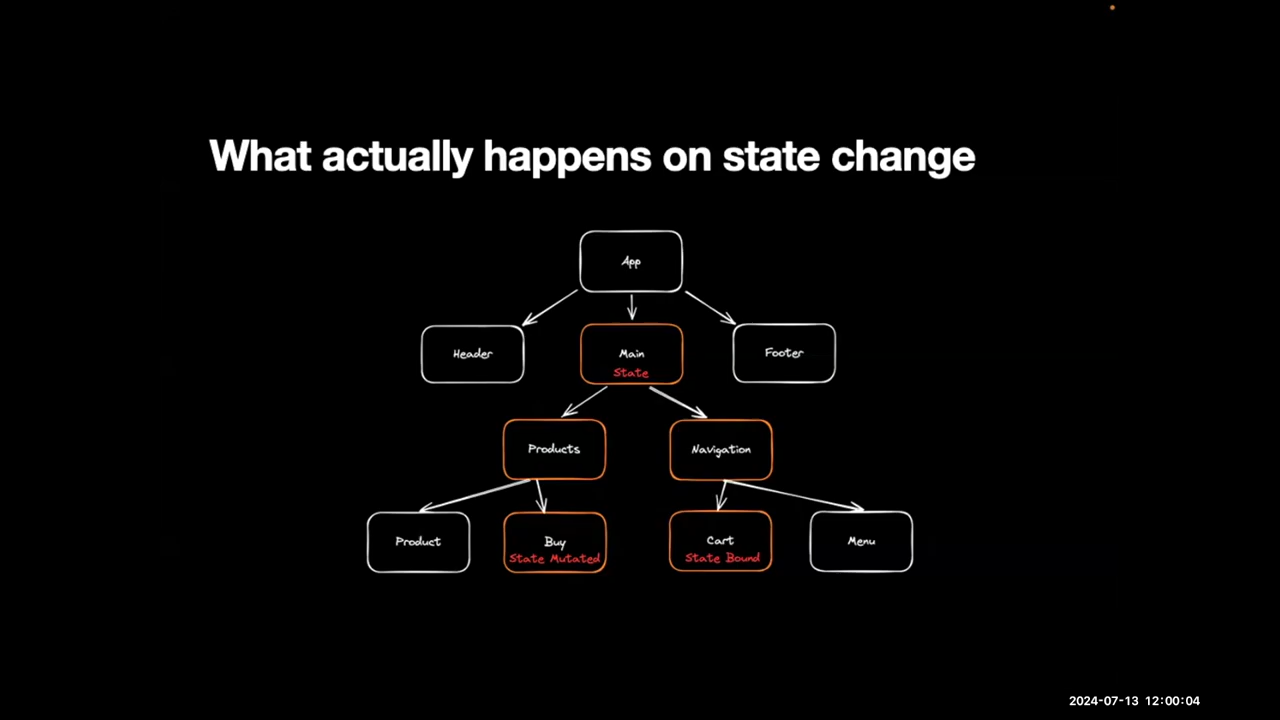 What actually happens on state change
App
Header
Main
State
Footer
Products
Navigation
Product
Buy
State Mutated
Cart
State Bound
Menu
2024-07-13 12:00:04